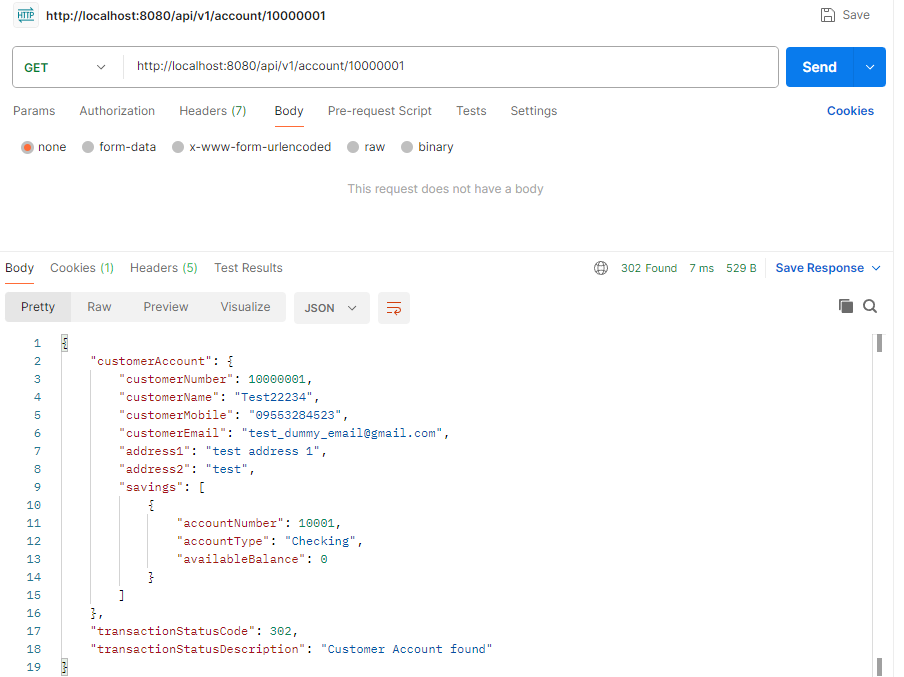 HTTP http://localhost:8080/api/v1/account/10000001 Save
GET http://localhost:8080/api/v1/account/10000001 Send
Params Authorization Headers (7) Body Pre-request Script Tests Settings Cookies
none form-data x-www-form-urlencoded raw binary
This request does not have a body
Body Cookies (1) Headers (5) Test Results 302 Found 7 ms 529 B Save Response
Pretty Raw Preview Visualize JSON
1 {
2 "customerAccount": {
3 "customerNumber": 10000001,
4 "customerName": "Test22234",
5 "customerMobile": "09553284523",
6 "customerEmail": "test_dummy_email@gmail.com",
7 "address1": "test address 1",
8 "address2": "test",
9 "savings": [
10 {
11 "accountNumber": 10001,
12 "accountType": "Checking",
13 "availableBalance": 0
14 }
15 ]
16 },
17 "transactionStatusCode": 302,
18 "transactionStatusDescription": "Customer Account found"
19 }